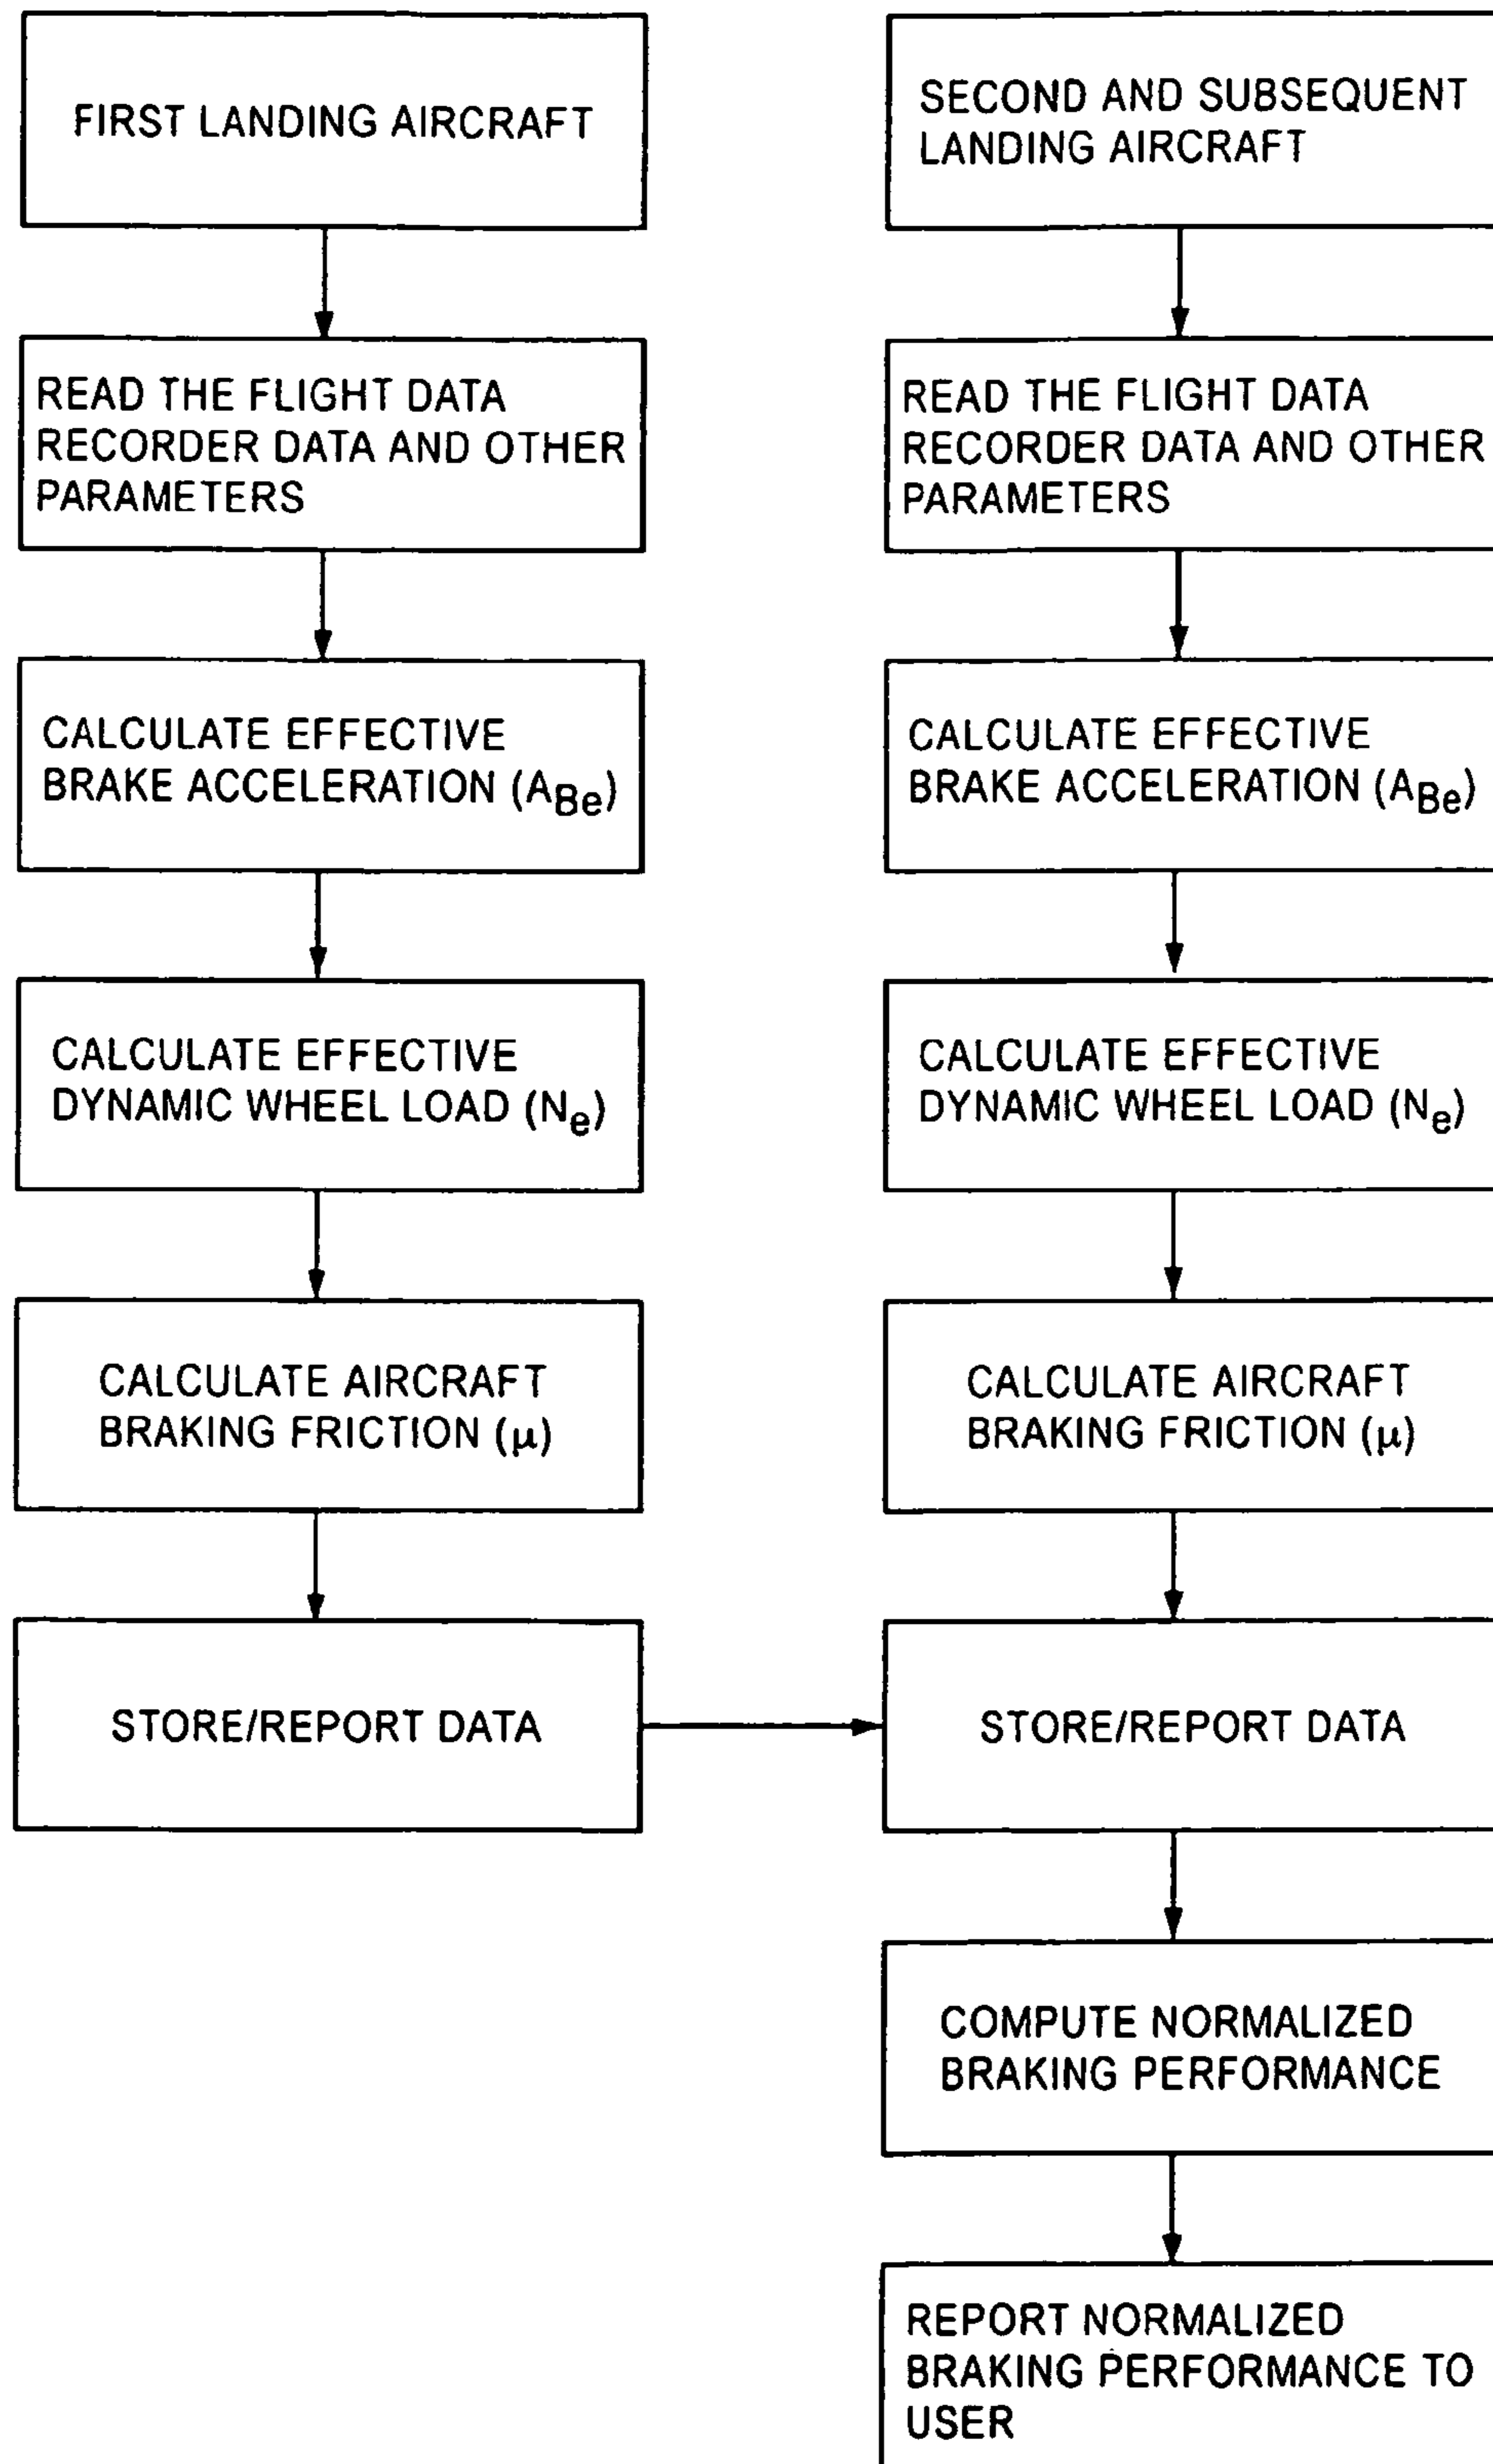 FIRST LANDING AIRCRAFT
READ THE FLIGHT DATA
RECORDER DATA AND OTHER
PARAMETERS
CALCULATE EFFECTIVE
BRAKE ACCELERATION (ABe)
CALCULATE EFFECTIVE
DYNAMIC WHEEL LOAD (Ne)
CALCULATE AIRCRAFT
BRAKING FRICTION (μ)
STORE/REPORT DATA
SECOND AND SUBSEQUENT
LANDING AIRCRAFT
READ THE FLIGHT DATA
RECORDER DATA AND OTHER
PARAMETERS
CALCULATE EFFECTIVE
BRAKE ACCELERATION (ABe)
CALCULATE EFFECTIVE
DYNAMIC WHEEL LOAD (Ne)
CALCULATE AIRCRAFT
BRAKING FRICTION (μ)
STORE/REPORT DATA
COMPUTE NORMALIZED
BRAKING PERFORMANCE
REPORT NORMALIZED
BRAKING PERFORMANCE TO
USER